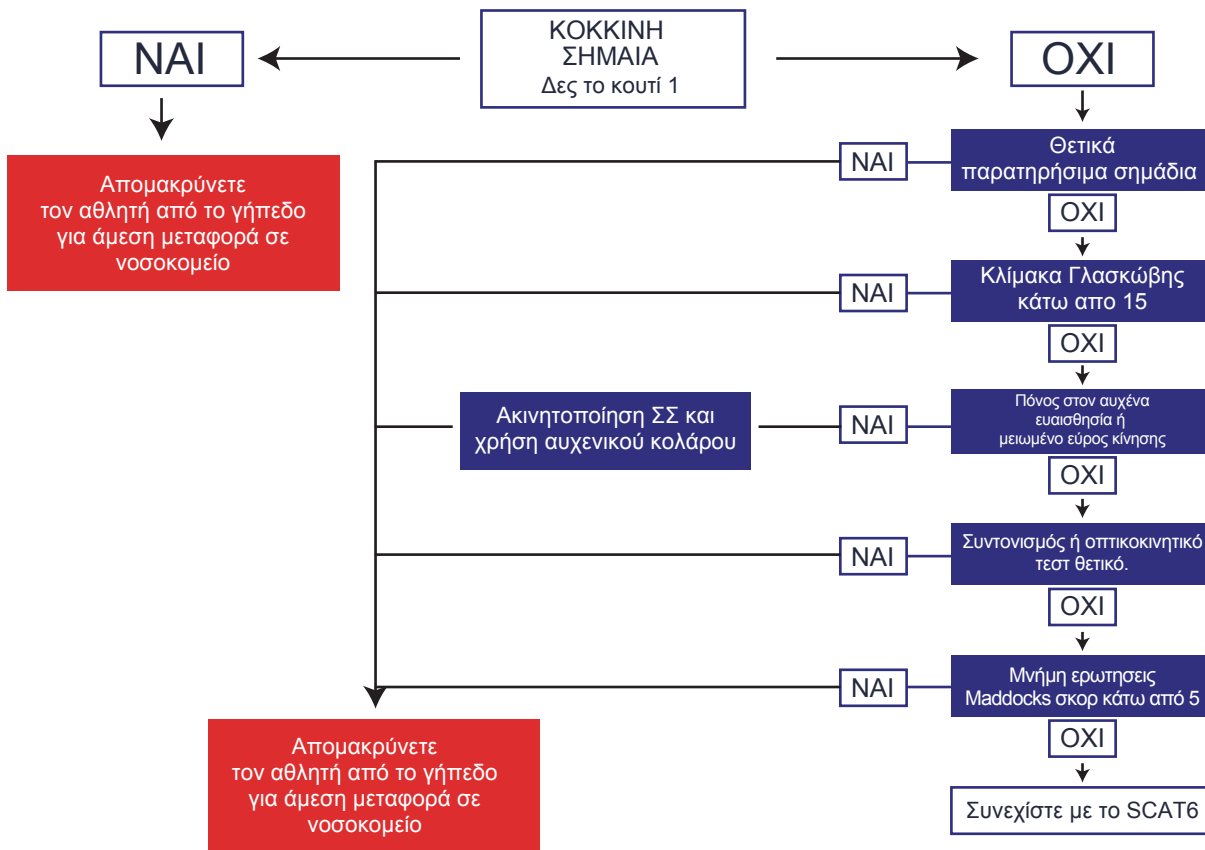 ΝΑΙ
ΚΟΚΚΙΝΗ
ΣΗΜΑΙΑ
Δες το κουτί 1
ΟΧΙ
Απομακρύνετε
τον αθλητή από το γήπεδο
για άμεση μεταφορά σε
νοσοκομείο
ΝΑΙ
Θετικά
παρατηρήσιμα σημάδια
ΟΧΙ
ΝΑΙ
Κλίμακα Γλασκώβης
κάτω απο 15
ΟΧΙ
Ακινητοποίηση ΣΣ και
χρήση αυχενικού κολάρου
ΝΑΙ
Πόνος στον αυχένα
ευαισθησία ή
μειωμένο εύρος κίνησης
ΟΧΙ
ΝΑΙ
Συντονισμός ή οπτικοκινητικό
τεστ θετικό.
ΟΧΙ
ΝΑΙ
Μνήμη ερωτησεις
Maddocks σκορ κάτω από 5
ΟΧΙ
Απομακρύνετε
τον αθλητή από το γήπεδο
για άμεση μεταφορά σε
νοσοκομείο
Συνεχίστε με το SCAT6